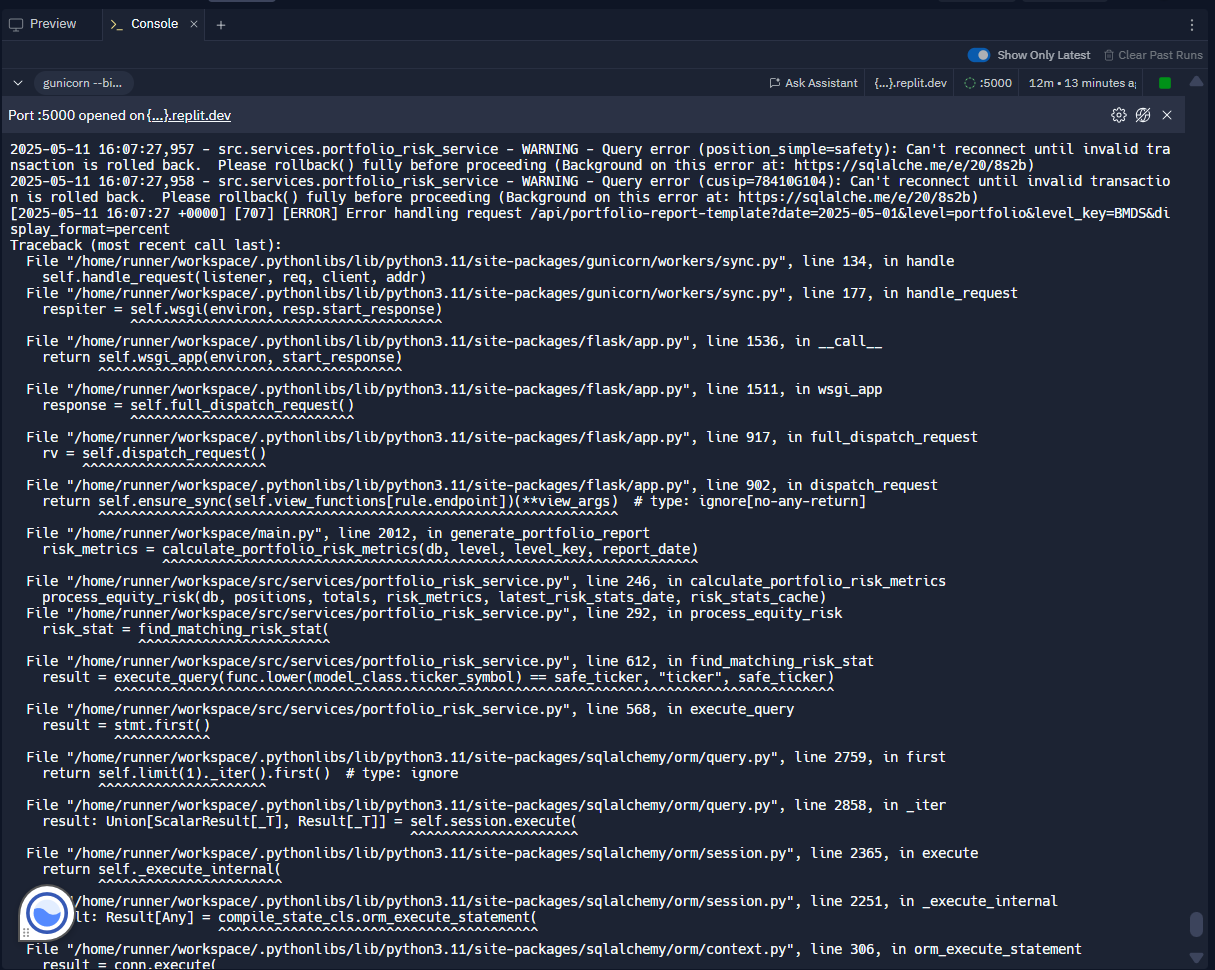 Preview
Console
Show Only Latest
Clear Past Runs
gunicorn --bi...
Ask Assistant
{...}.replit.dev
:5000
12m • 13 minutes a
Port :5000 opened on {...}.replit.dev
2025-05-11 16:07:27,957 - src.services.portfolio_risk_service - WARNING - Query error (position_simple=safety): Can't reconnect until invalid tra
nsaction is rolled back.  Please rollback() fully before proceeding (Background on this error at: https://sqlalche.me/e/20/8s2b)
2025-05-11 16:07:27,958 - src.services.portfolio_risk_service - WARNING - Query error (cusip=78410G104): Can't reconnect until invalid transactio
n is rolled back.  Please rollback() fully before proceeding (Background on this error at: https://sqlalche.me/e/20/8s2b)
[2025-05-11 16:07:27 +0000] [707] [ERROR] Error handling request /api/portfolio-report-template?date=2025-05-01&level=portfolio&level_key=BMDS&di
splay_format=percent
Traceback (most recent call last):
  File "/home/runner/workspace/.pythonlibs/lib/python3.11/site-packages/gunicorn/workers/sync.py", line 134, in handle
    self.handle_request(listener, req, client, addr)
  File "/home/runner/workspace/.pythonlibs/lib/python3.11/site-packages/gunicorn/workers/sync.py", line 177, in handle_request
    respiter = self.wsgi(environ, resp.start_response)
  File "/home/runner/workspace/.pythonlibs/lib/python3.11/site-packages/flask/app.py", line 1536, in __call__
    return self.wsgi_app(environ, start_response)
  File "/home/runner/workspace/.pythonlibs/lib/python3.11/site-packages/flask/app.py", line 1511, in wsgi_app
    response = self.full_dispatch_request()
  File "/home/runner/workspace/.pythonlibs/lib/python3.11/site-packages/flask/app.py", line 917, in full_dispatch_request
    rv = self.dispatch_request()
  File "/home/runner/workspace/.pythonlibs/lib/python3.11/site-packages/flask/app.py", line 902, in dispatch_request
    return self.ensure_sync(self.view_functions[rule.endpoint])(**view_args)  # type: ignore[no-any-return]
  File "/home/runner/workspace/main.py", line 2012, in generate_portfolio_report
    risk_metrics = calculate_portfolio_risk_metrics(db, level, level_key, report_date)
  File "/home/runner/workspace/src/services/portfolio_risk_service.py", line 246, in calculate_portfolio_risk_metrics
    process_equity_risk(db, positions, totals, risk_metrics, latest_risk_stats_date, risk_stats_cache)
  File "/home/runner/workspace/src/services/portfolio_risk_service.py", line 292, in process_equity_risk
    risk_stat = find_matching_risk_stat(
  File "/home/runner/workspace/src/services/portfolio_risk_service.py", line 612, in find_matching_risk_stat
    result = execute_query(func.lower(model_class.ticker_symbol) == safe_ticker, "ticker", safe_ticker)
  File "/home/runner/workspace/src/services/portfolio_risk_service.py", line 568, in execute_query
    result = stmt.first()
  File "/home/runner/workspace/.pythonlibs/lib/python3.11/site-packages/sqlalchemy/orm/query.py", line 2759, in first
    return self.limit(1)._iter().first()  # type: ignore
  File "/home/runner/workspace/.pythonlibs/lib/python3.11/site-packages/sqlalchemy/orm/query.py", line 2858, in _iter
    result: Union[ScalarResult[_T], Result[_T]] = self.session.execute(
  File "/home/runner/workspace/.pythonlibs/lib/python3.11/site-packages/sqlalchemy/orm/session.py", line 2365, in execute
    return self._execute_internal(
/home/runner/workspace/.pythonlibs/lib/python3.11/site-packages/sqlalchemy/orm/session.py", line 2251, in _execute_internal
lt: Result[Any] = compile_state_cls.orm_execute_statement(
  File "/home/runner/workspace/.pythonlibs/lib/python3.11/site-packages/sqlalchemy/orm/context.py", line 306, in orm_execute_statement
    result = conn.execute(